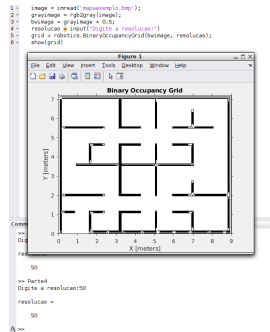 1 - image = imread('mapaexemplo.bmp');
2 - grayimage = rgb2gray(image);
3 - bwimage = grayimage < 0.5;
4 - resolucao = input('Digite a resolucao:')
5 - grid = robotics.BinaryOccupancyGrid(bwimage, resolucao);
6 - show(grid)
Figure 1
File Edit View Insert Tools Desktop Window Help
Binary Occupancy Grid
Y [meters]
7
6
5
4
3
2
1
0
0 1 2 3 4 5 6 7 8 9
X [meters]
Comm
>>
Dig
reso
50
>> Parte4
Digite a resolucao:50
resolucao =
50
>>